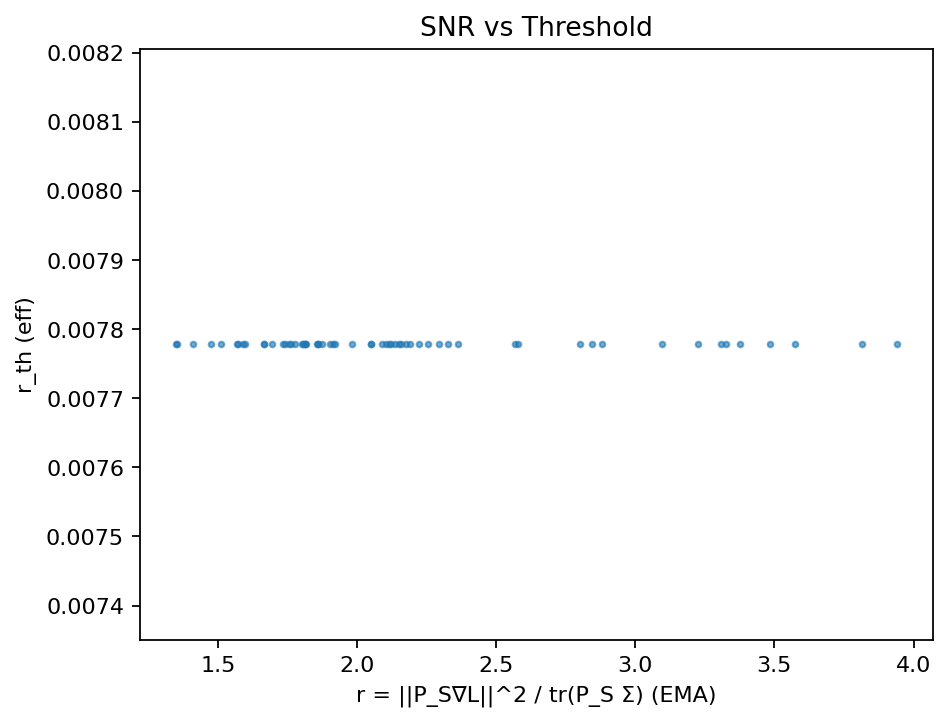 SNR vs Threshold
0.0082
0.0081
0.0080
0.0079
0.0078
0.0077
0.0076
0.0075
0.0074
r_th (eff)
1.5 2.0 2.5 3.0 3.5 4.0
r = ||P_S∇L||^2 / tr(P_S Σ) (EMA)